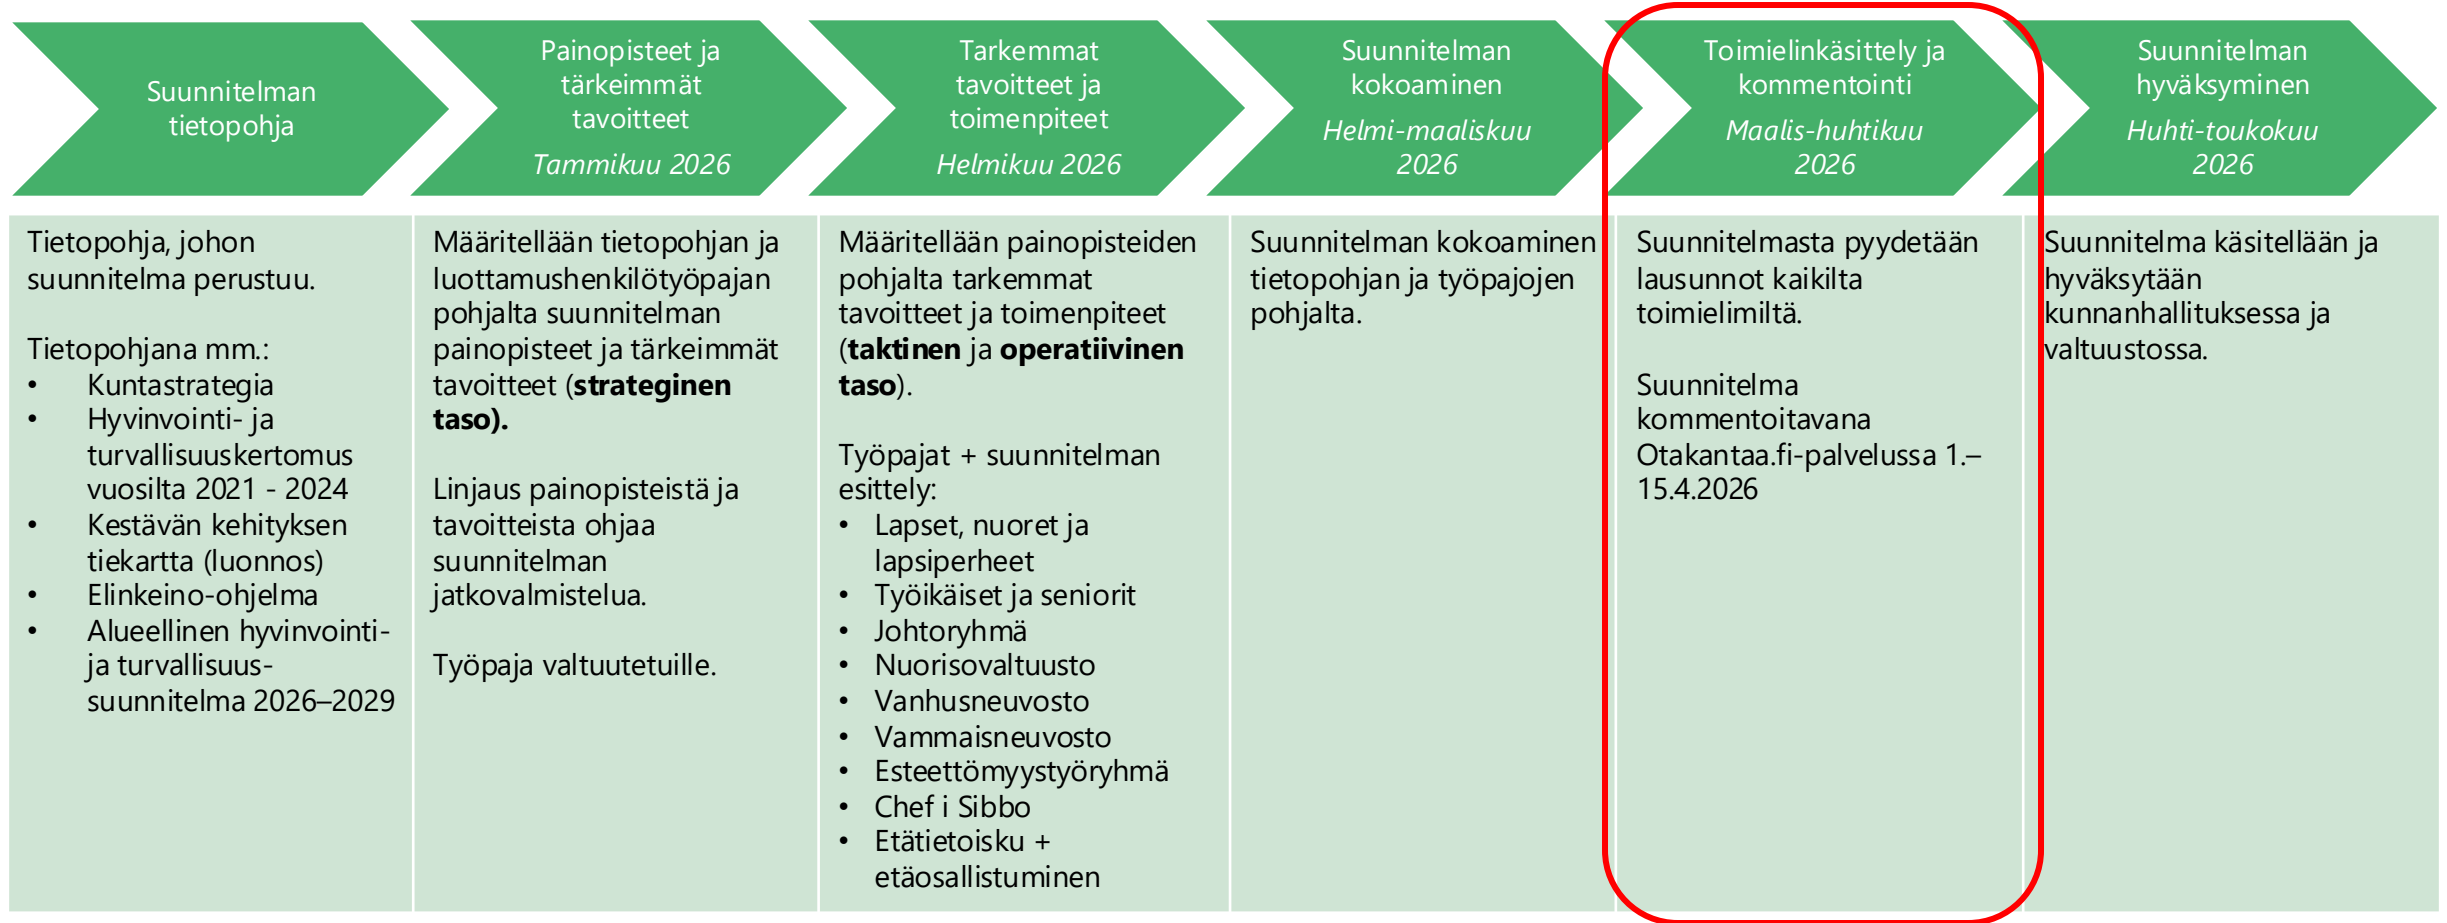 Suunnitelman
tietopohja
Painopisteet ja
tärkeimmät
tavoitteet
Tammikuu 2026
Tarkemmat
tavoitteet ja
toimenpiteet
Helmikuu 2026
Suunnitelman
kokoaminen
Helmi-maaliskuu
2026
Toimielinkäsittely ja
kommentointi
Maalis-huhtikuu
2026
Suunnitelman
hyväksyminen
Huhti-toukokuu
2026
Tietopohja, johon
suunnitelma perustuu.
Tietopohjana mm.:
• Kuntastrategia
• Hyvinvointi- ja
turvallisuuskertomus
vuosilta 2021 - 2024
• Kestävän kehityksen
tiekartta (luonnos)
• Elinkeino-ohjelma
• Alueellinen hyvinvointi-
ja turvallisuus-
suunnitelma 2026–2029
Määritellään tietopohjan ja
luottamushenkilötyöpajan
pohjalta suunnitelman
painopisteet ja tärkeimmät
tavoitteet (strateginen
taso).
Linjaus painopisteistä ja
tavoitteista ohjaa
suunnitelman
jatkovalmistelua.
Työpaja valtuutetuille.
Määritellään painopisteiden
pohjalta tarkemmat
tavoitteet ja toimenpiteet
(taktinen ja operatiivinen
taso).
Työpajat + suunnitelman
esittely:
• Lapset, nuoret ja
lapsiperheet
• Työikäiset ja seniorit
• Johtoryhmä
• Nuorisovaltuusto
• Vanhusneuvosto
• Vammaisneuvosto
• Esteettömyystyöryhmä
• Chef i Sibbo
• Etätietoisku +
etäosallistuminen
Suunnitelman kokoaminen
tietopohjan ja työpajojen
pohjalta.
Suunnitelmasta pyydetään
lausunnot kaikilta
toimielimiltä.
Suunnitelma
kommentoitavana
Otakantaa.fi-palvelussa 1.–
15.4.2026
Suunnitelma käsitellään ja
hyväksytään
kunnanhallituksessa ja
valtuustossa.